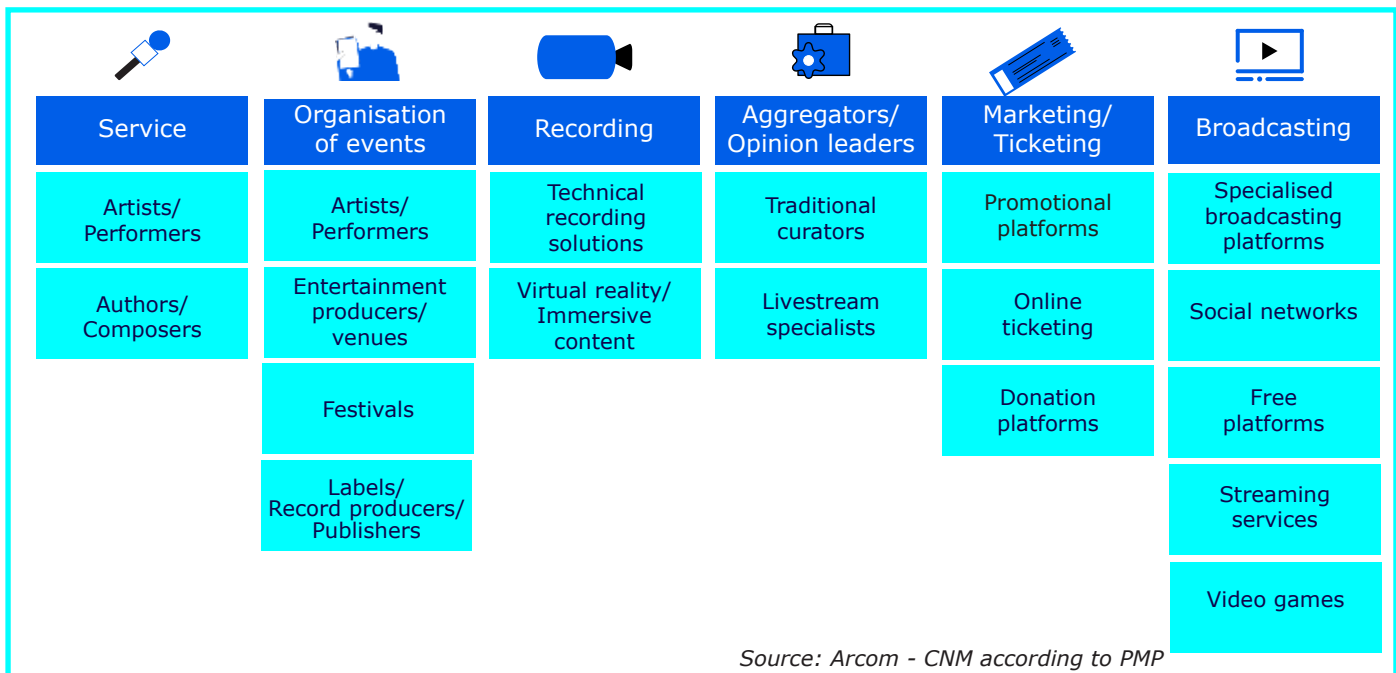 Service
Organisation
of events
Recording
Aggregators/
Opinion leaders
Marketing/
Ticketing
Broadcasting
Artists/
Performers
Authors/
Composers
Artists/
Performers
Entertainment
producers/
venues
Festivals
Labels/
Record producers/
Publishers
Technical
recording
solutions
Virtual reality/
Immersive
content
Traditional
curators
Livestream
specialists
Promotional
platforms
Online
ticketing
Donation
platforms
Specialised
broadcasting
platforms
Social networks
Free
platforms
Streaming
services
Video games
Source: Arcom - CNM according to PMP